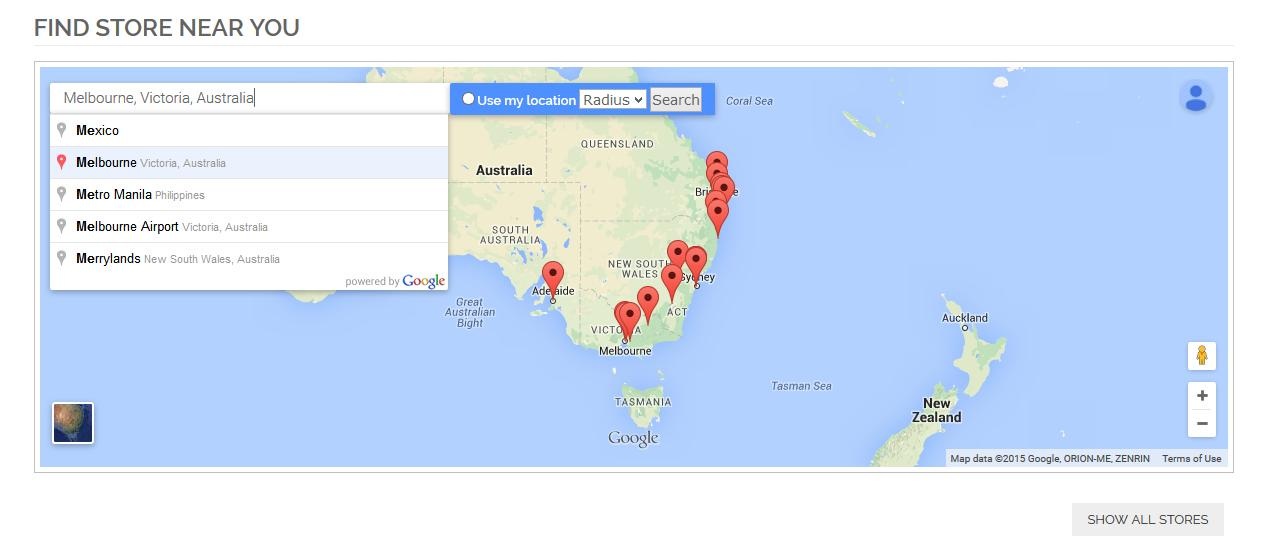 FIND STORE NEAR YOU
Melbourne, Victoria, Australia
Use my location Radius Search
Mexico
Melbourne Victoria, Australia
Metro Manila Philippines
Melbourne Airport Victoria, Australia
Merrylands New South Wales, Australia
powered by Google
Coral Sea
QUEENSLAND
Australia
SOUTH
AUSTRALIA
NEW SOUTH
WALES
Sydney
Adelaide
Great
Australian
Bight
ACT
VICTORIA
Melbourne
Auckland
Tasman Sea
TASMANIA
New
Zealand
Google
+
−
Map data ©2015 Google, ORION-ME, ZENRIN Terms of Use
SHOW ALL STORES